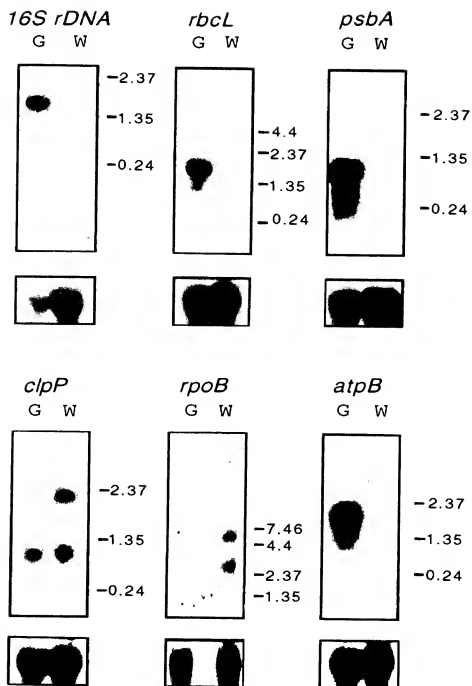 16S rDNA
G W
-2.37
-1.35
-0.24
rbcL
G W
-4.4
-2.37
-1.35
-0.24
psbA
G W
-2.37
-1.35
-0.24
clpP
G W
-2.37
-1.35
-0.24
rpoB
G W
-7.46
-4.4
-2.37
-1.35
atpB
G W
-2.37
-1.35
-0.24